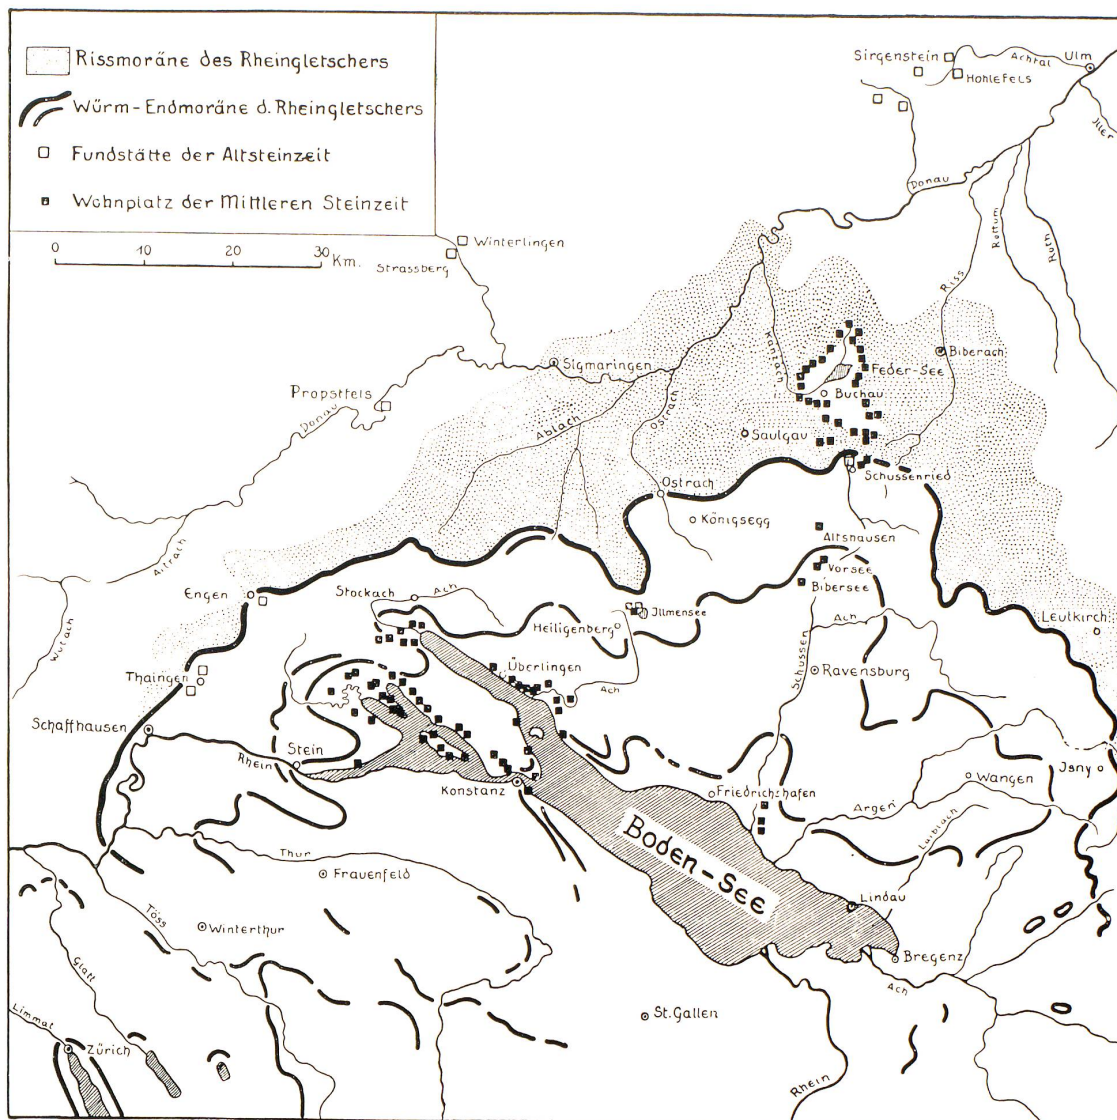 Rissmoräne des Rheingletschers
Würm-Endmoräne d. Rheingletschers
Fundstätte der Altsteinzeit
Wohnplatz der Mittleren Steinzeit
0 10 20 30 Km.
Sirgenstein
Achtal
Ulm
Hohlefels
Iller
Donau
Winterlingen
Strassberg
Rottum
Roth
Riss
Kanzach
Biberach
Sigmaringen
Feder-See
Propstfels
Buchau
Donau
Ablach
Ostrach
Saulgau
Schussenried
Ostrach
Königsegg
Altshausen
Aitrach
Vorsee
Bibersee
Engen
Stockach
Ach
Illmensee
Heiligenberg
Ach
Leutkirch
Wutach
Schussen
Überlingen
Thaingen
Ach
Ravensburg
Schaffhausen
Rhein
Stein
Konstanz
Friedrichshafen
Wangen
Isny
Argen
Boden-See
Laiblach
Thur
Frauenfeld
Lindau
Töss
Winterthur
Bregenz
Glatt
Ach
Limmat
St. Gallen
Zürich
Rhein